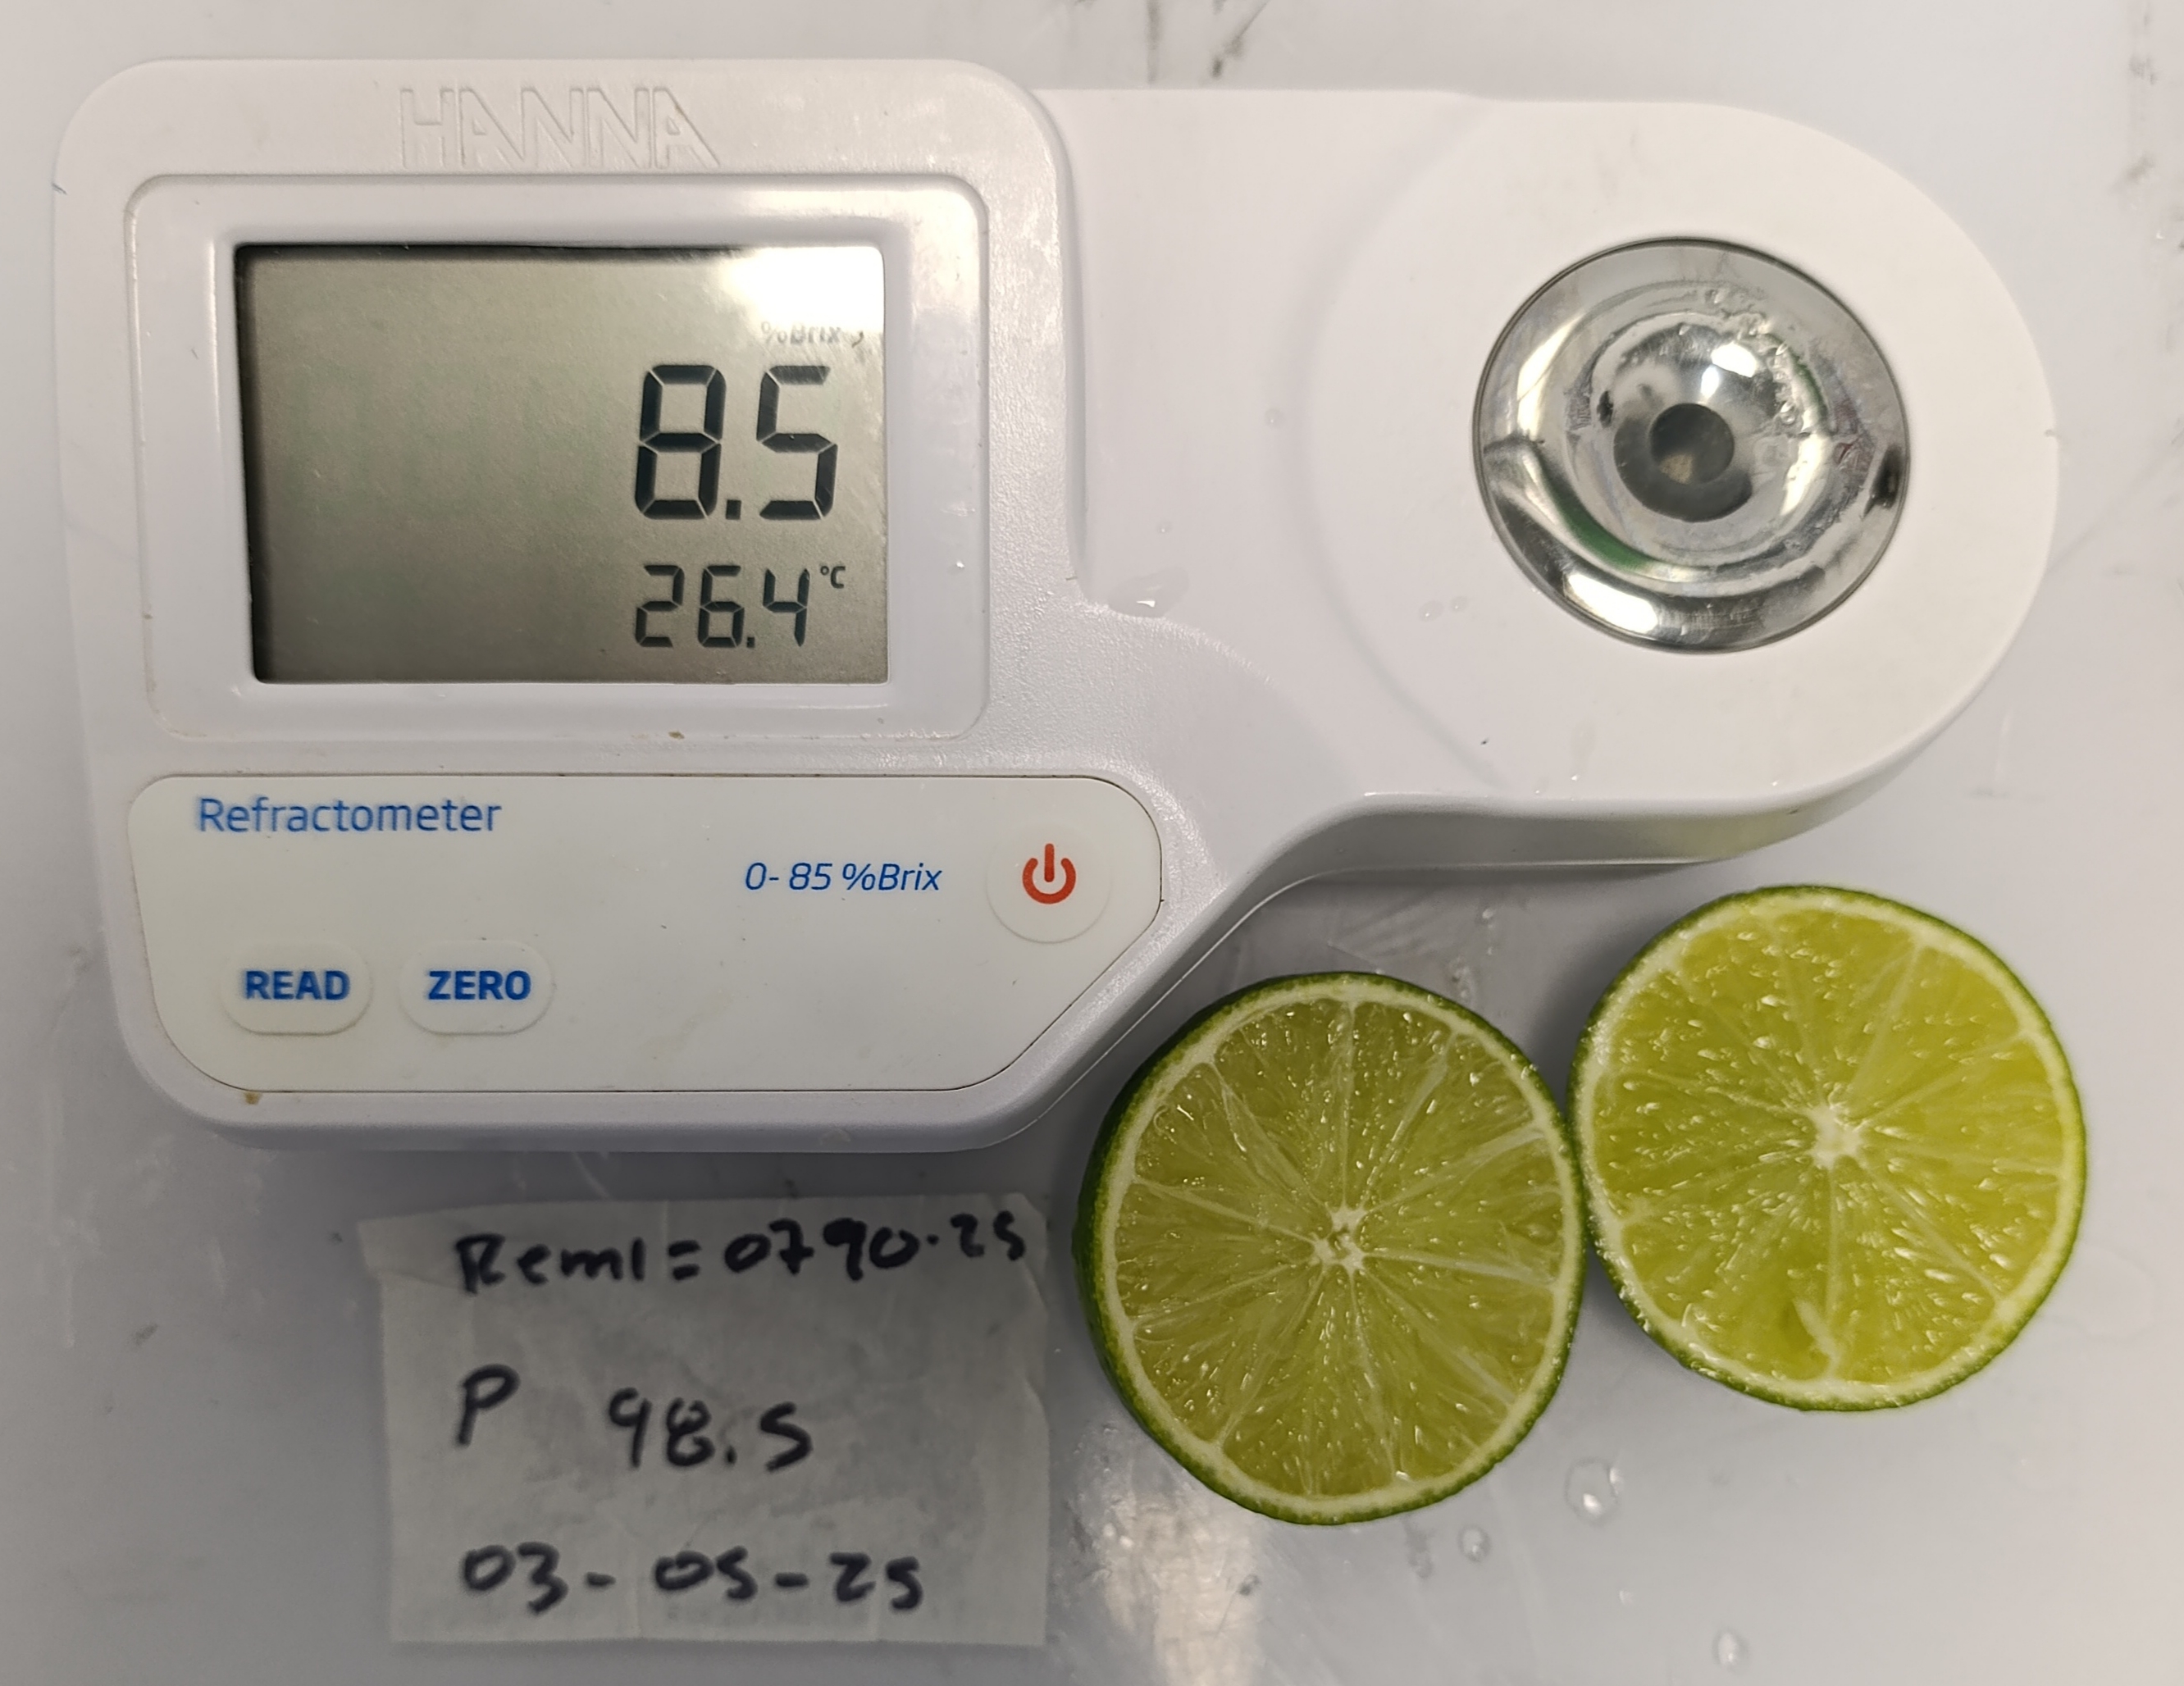 HANNA
%Brix
8.5
26.4°C
Refractometer
0-85 %Brix
READ ZERO
Remi=0790-25
P 98.5
03-05-25